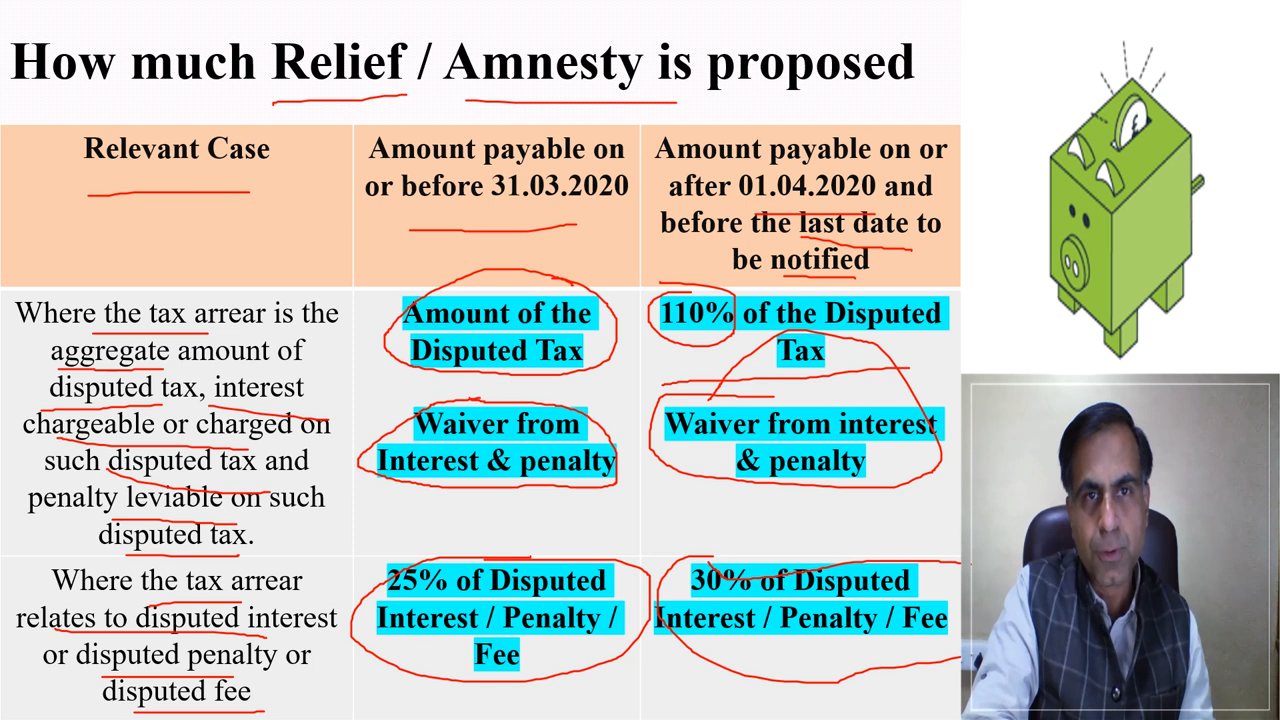 How much Relief / Amnesty is proposed
Relevant Case
Amount payable on
or before 31.03.2020
Amount payable on or
after 01.04.2020 and
before the last date to
be notified
Where the tax arrear is the
aggregate amount of
disputed tax, interest
chargeable or charged on
such disputed tax and
penalty leviable on such
disputed tax.
Amount of the
Disputed Tax
Waiver from
Interest & penalty
110% of the Disputed
Tax
Waiver from interest
& penalty
Where the tax arrear
relates to disputed interest
or disputed penalty or
disputed fee
25% of Disputed
Interest / Penalty /
Fee
30% of Disputed
Interest / Penalty / Fee
£